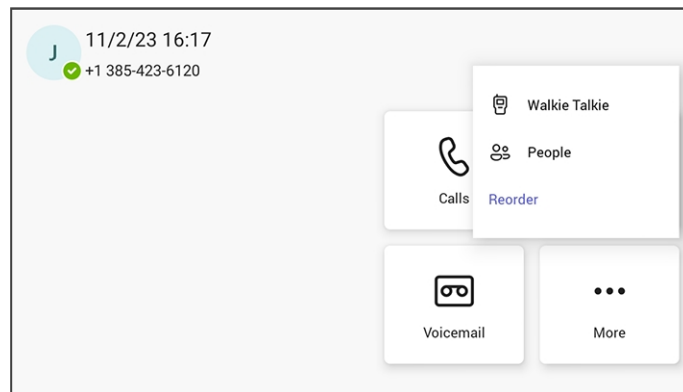 J
11/2/23 16:17
+1 385-423-6120
Walkie Talkie
People
Calls
Reorder
Voicemail
More